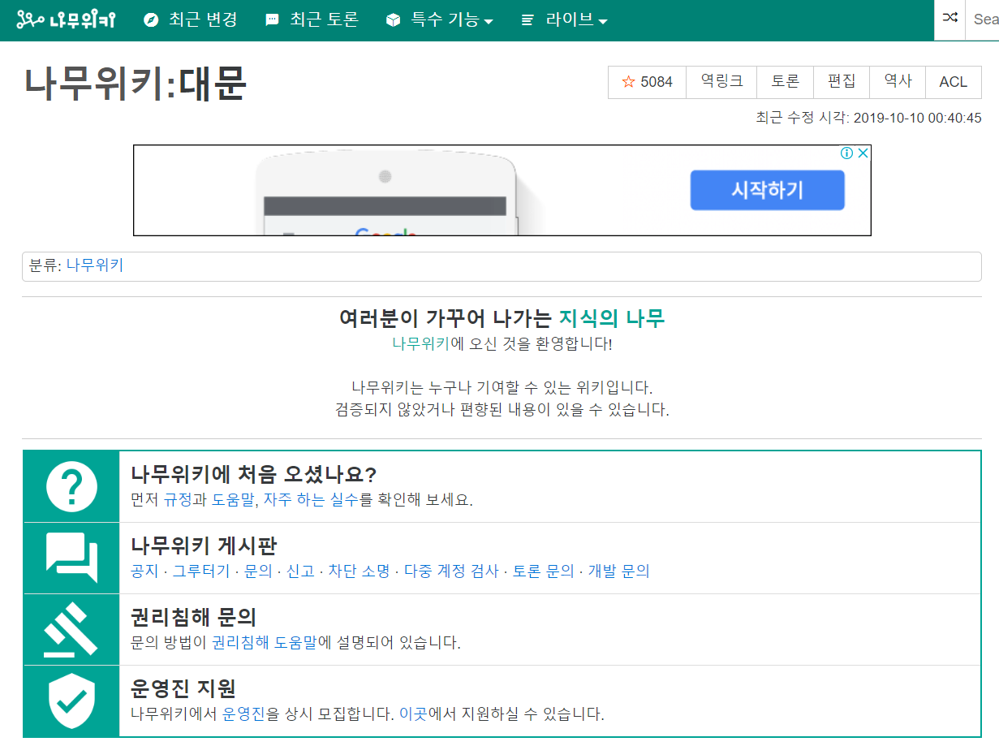 나무위키 최근 변경 최근 토론 특수 기능 라이브 Sea
나무위키:대문
☆ 5084 역링크 토론 편집 역사 ACL
최근 수정 시각: 2019-10-10 00:40:45
시작하기
Google
분류: 나무위키
여러분이 가꾸어 나가는 지식의 나무
나무위키에 오신 것을 환영합니다!
나무위키는 누구나 기여할 수 있는 위키입니다.
검증되지 않았거나 편향된 내용이 있을 수 있습니다.
나무위키에 처음 오셨나요?
먼저 규정과 도움말, 자주 하는 실수를 확인해 보세요.
나무위키 게시판
공지 · 그루터기 · 문의 · 신고 · 차단 소명 · 다중 계정 검사 · 토론 문의 · 개발 문의
권리침해 문의
문의 방법이 권리침해 도움말에 설명되어 있습니다.
운영진 지원
나무위키에서 운영진을 상시 모집합니다. 이곳에서 지원하실 수 있습니다.